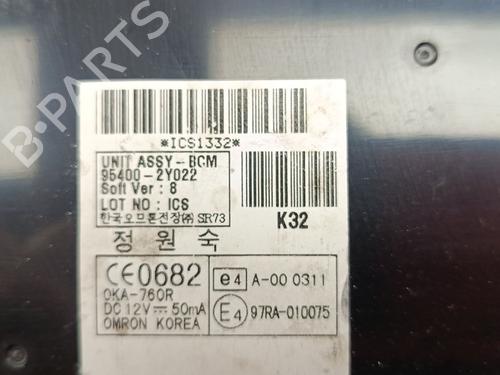 B-PARTS
*ICS1332*
UNIT ASSY-BCM
95400-2Y022
Soft Ver : 8
LOT NO : ICS
한국오므론전장(주) SR73
K32
정원숙
CE0682
OKA-760R
DC 12V 50mA
OMRON KOREA
e4 A-00 0311
E4 97RA-010075